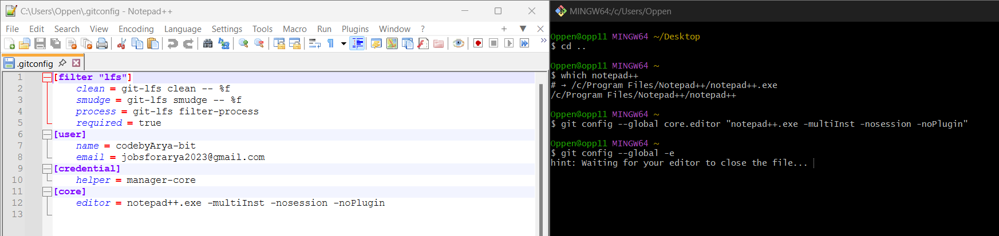 C:\Users\Oppen\.gitconfig - Notepad++
File Edit Search View Encoding Language Settings Tools Macro Run Plugins Window ?
.gitconfig
1 [filter "lfs"]
2 clean = git-lfs clean -- %f
3 smudge = git-lfs smudge -- %f
4 process = git-lfs filter-process
5 required = true
6 [user]
7 name = codebyArya-bit
8 email = jobsforarya2023@gmail.com
9 [credential]
10 helper = manager-core
11 [core]
12 editor = notepad++.exe -multiInst -nosession -noPlugin
13
MINGW64:/c/Users/Oppen
Oppen@opp11 MINGW64 ~/Desktop
$ cd ..
Oppen@opp11 MINGW64 ~
$ which notepad++
# → /c/Program Files/Notepad++/notepad++.exe
/c/Program Files/Notepad++/notepad++
Oppen@opp11 MINGW64 ~
$ git config --global core.editor "notepad++.exe -multiInst -nosession -noPlugin"
Oppen@opp11 MINGW64 ~
$ git config --global -e
hint: Waiting for your editor to close the file...